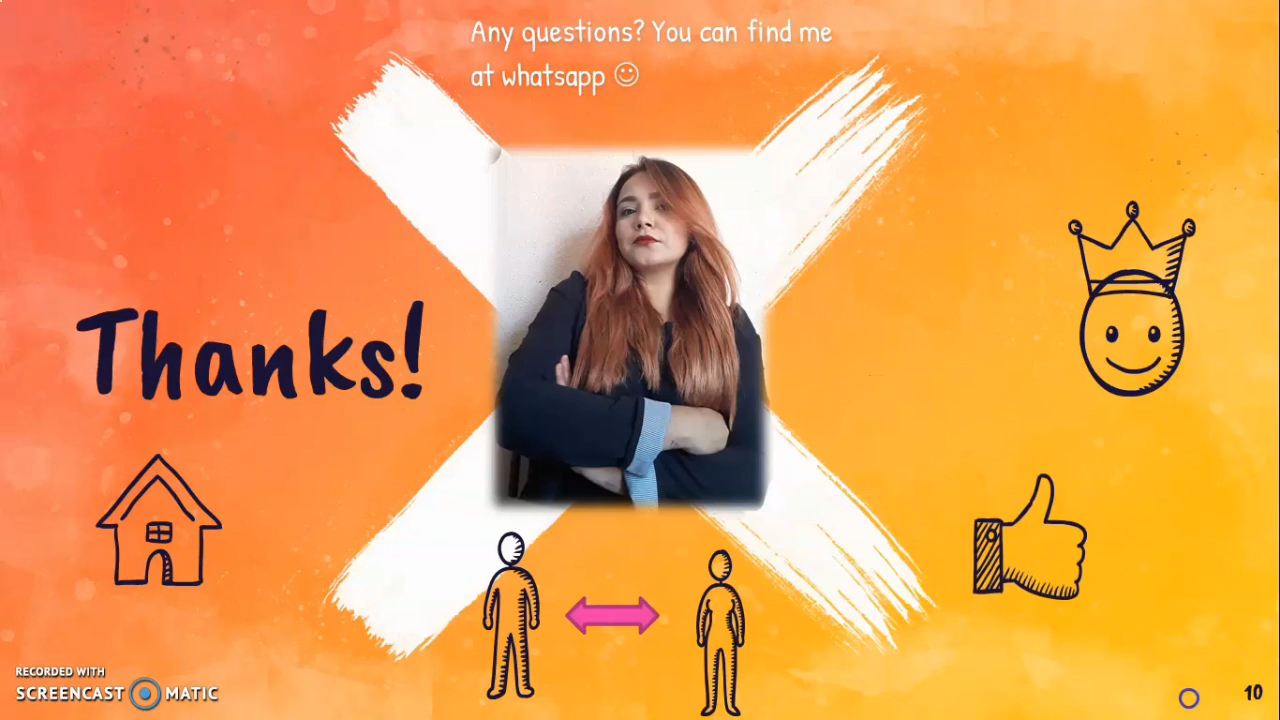 Any questions? You can find me
at whatsapp ☺
Thanks!
RECORDED WITH
SCREENCAST MATIC
10